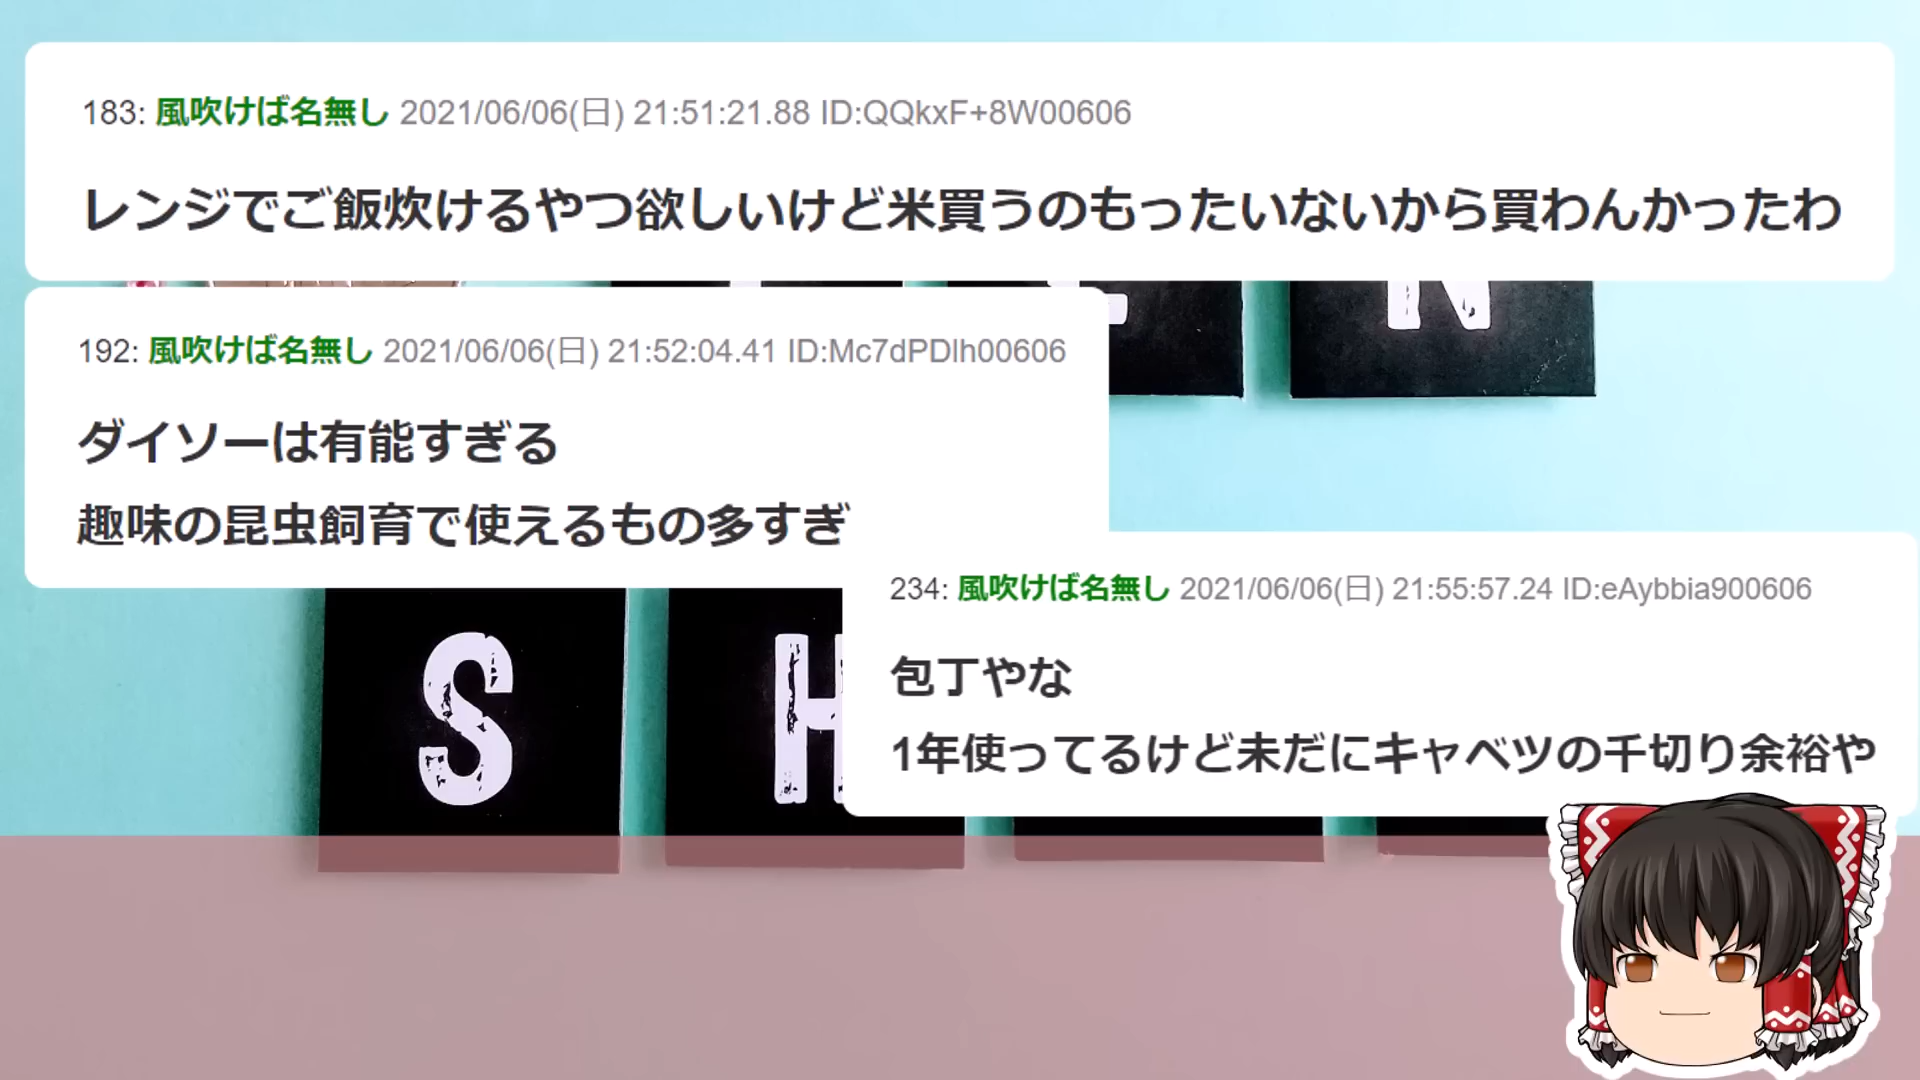 183: 風吹けば名無し 2021/06/06(日) 21:51:21.88 ID:QQkxF+8W00606
レンジでご飯炊けるやつ欲しいけど米買うのもったいないから買わんかったわ
N
192: 風吹けば名無し 2021/06/06(日) 21:52:04.41 ID:Mc7dPDlh00606
ダイソーは有能すぎる
趣味の昆虫飼育で使えるもの多すぎ
234: 風吹けば名無し 2021/06/06(日) 21:55:57.24 ID:eAybbia900606
包丁やな
1年使ってるけど未だにキャベツの千切り余裕や
S H